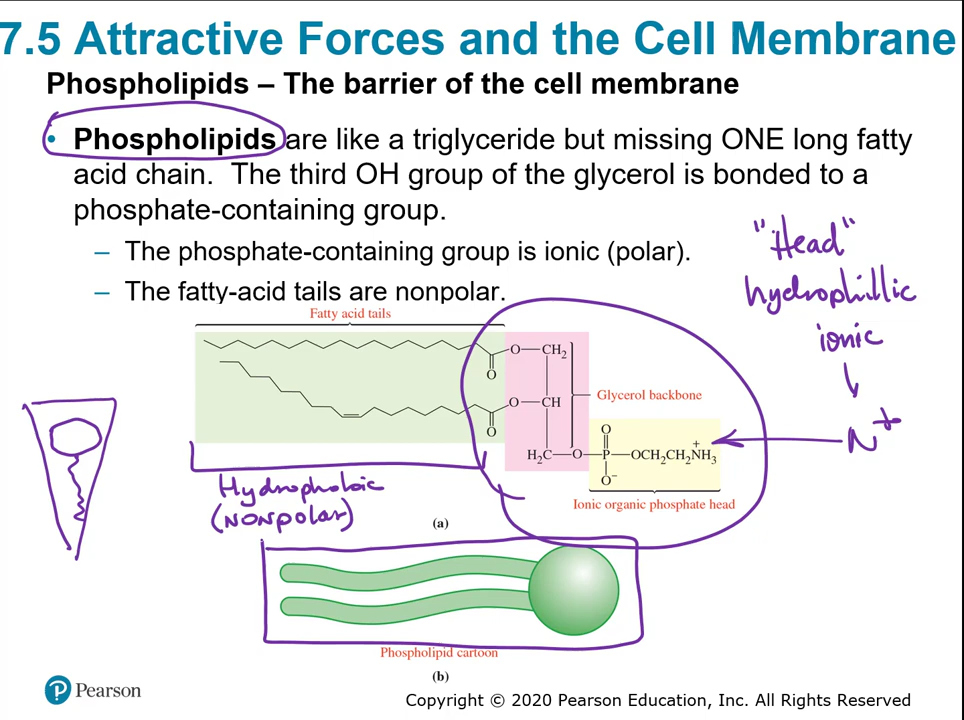 7.5 Attractive Forces and the Cell Membrane
Phospholipids – The barrier of the cell membrane
• Phospholipids are like a triglyceride but missing ONE long fatty
acid chain. The third OH group of the glycerol is bonded to a
phosphate-containing group.
– The phosphate-containing group is ionic (polar).
– The fatty-acid tails are nonpolar.
"Head"
hydrophillic
ionic
N+
Fatty acid tails
O—CH2
O
O—CH
O
Glycerol backbone
O
H2C—O—P—OCH2CH2NH3
+
O−
Ionic organic phosphate head
Hydrophobic
(NONpolar)
(a)
Phospholipid cartoon
(b)
Pearson
Copyright © 2020 Pearson Education, Inc. All Rights Reserved